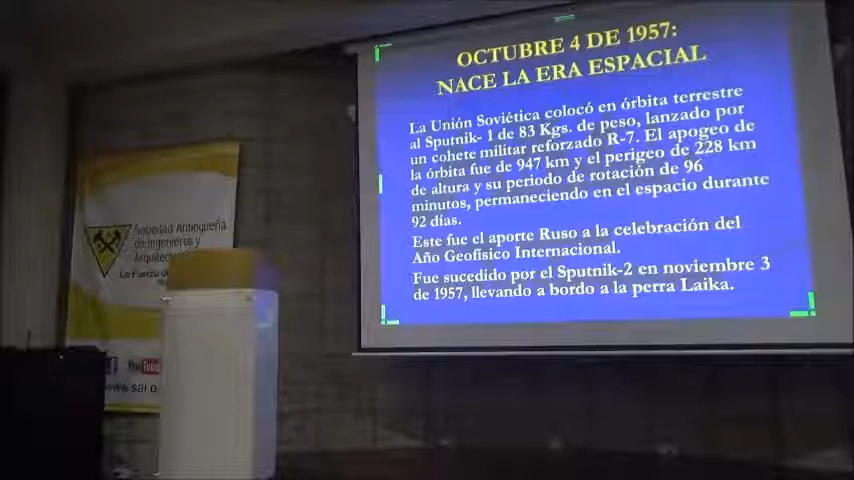 OCTUBRE 4 DE 1957:
NACE LA ERA ESPACIAL
La Unión Soviética colocó en órbita terrestre
al Sputnik- 1 de 83 Kgs. de peso, lanzado por
un cohete militar reforzado R-7. El apogeo de
la órbita fue de 947 km y el perigeo de 228 km
de altura y su periodo de rotación de 96
minutos, permaneciendo en el espacio durante
92 días.
Este fue el aporte Ruso a la celebración del
Año Geofísico Internacional.
Fue sucedido por el Sputnik-2 en noviembre 3
de 1957, llevando a bordo a la perra Laika.
Sociedad Antioqueña
de Ingenieros y
Arquitectos
La Fuerza
YouTube
www.sai.o